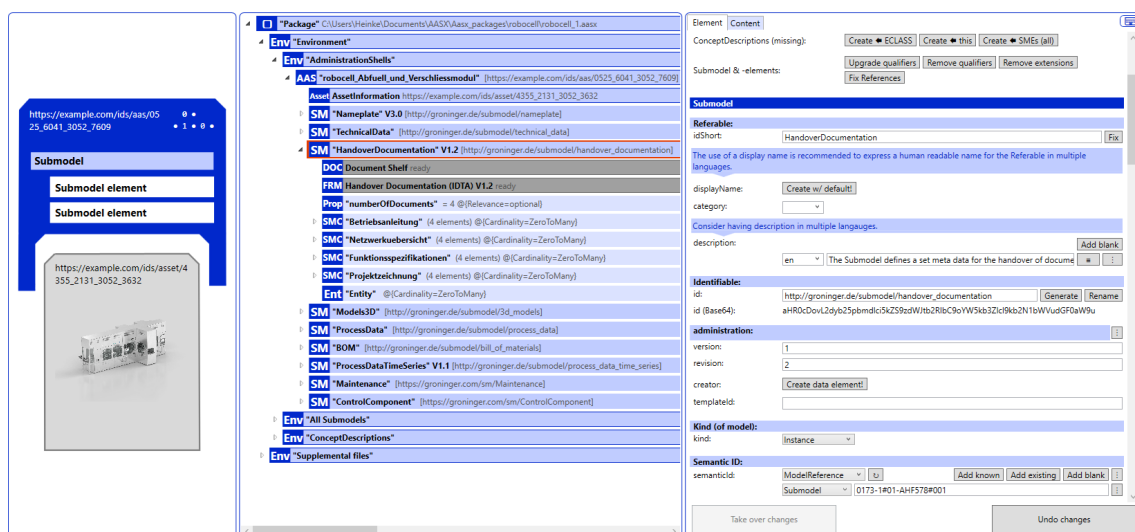 https://example.com/ids/aas/05
25_6041_3052_7609
0
1 0
Submodel
Submodel element
Submodel element
https://example.com/ids/asset/4
355_2131_3052_3632
"Package" C:\Users\Heinke\Documents\AASX\Aasx_packages\robocell\robocell_1.aasx
Env "Environment"
Env "AdministrationShells"
AAS "robocell_Abfuell_und_Verschliessmodul" [https://example.com/ids/aas/0525_6041_3052_7609]
Asset AssetInformation https://example.com/ids/asset/4355_2131_3052_3632
SM "Nameplate" V3.0 [http://groninger.de/submodel/nameplate]
SM "TechnicalData" [http://groninger.de/submodel/technical_data]
SM "HandoverDocumentation" V1.2 [http://groninger.de/submodel/handover_documentation]
DOC Document Shelf ready
FRM Handover Documentation (IDTA) V1.2 ready
Prop "numberOfDocuments" = 4 @{Relevance=optional}
SMC "Betriebsanleitung" (4 elements) @{Cardinality=ZeroToMany}
SMC "Netzwerkuebersicht" (4 elements) @{Cardinality=ZeroToMany}
SMC "Funktionsspezifikationen" (4 elements) @{Cardinality=ZeroToMany}
SMC "Projektzeichnung" (4 elements) @{Cardinality=ZeroToMany}
Ent "Entity" @{Cardinality=ZeroToMany}
SM "Models3D" [http://groninger.de/submodel/3d_models]
SM "ProcessData" [http://groninger.de/submodel/process_data]
SM "BOM" [http://groninger.de/submodel/bill_of_materials]
SM "ProcessDataTimeSeries" V1.1 [http://groninger.de/submodel/process_data_time_series]
SM "Maintenance" [https://groninger.com/sm/Maintenance]
SM "ControlComponent" [https://groninger.com/sm/ControlComponent]
Env "All Submodels"
Env "ConceptDescriptions"
Env "Supplemental files"
Element Content
ConceptDescriptions (missing): Create 🡄 ECLASS Create 🡄 this Create 🡄 SMEs (all)
Submodel & -elements: Upgrade qualifiers Remove qualifiers Remove extensions
Fix References
Submodel
Referable:
idShort: HandoverDocumentation Fix
The use of a display name is recommended to express a human readable name for the Referable in multiple
languages.
displayName: Create w/ default!
category:
Consider having description in multiple langauges.
description: Add blank
en The Submodel defines a set meta data for the handover of docume
Identifiable:
id: http://groninger.de/submodel/handover_documentation Generate Rename
id (Base64):
administration:
version: 1
revision: 2
creator: Create data element!
templateId:
Kind (of model):
kind: Instance
Semantic ID:
semanticId: ModelReference Add known Add existing Add blank
Submodel 0173-1#01-AHF578#001
Take over changes Undo changes